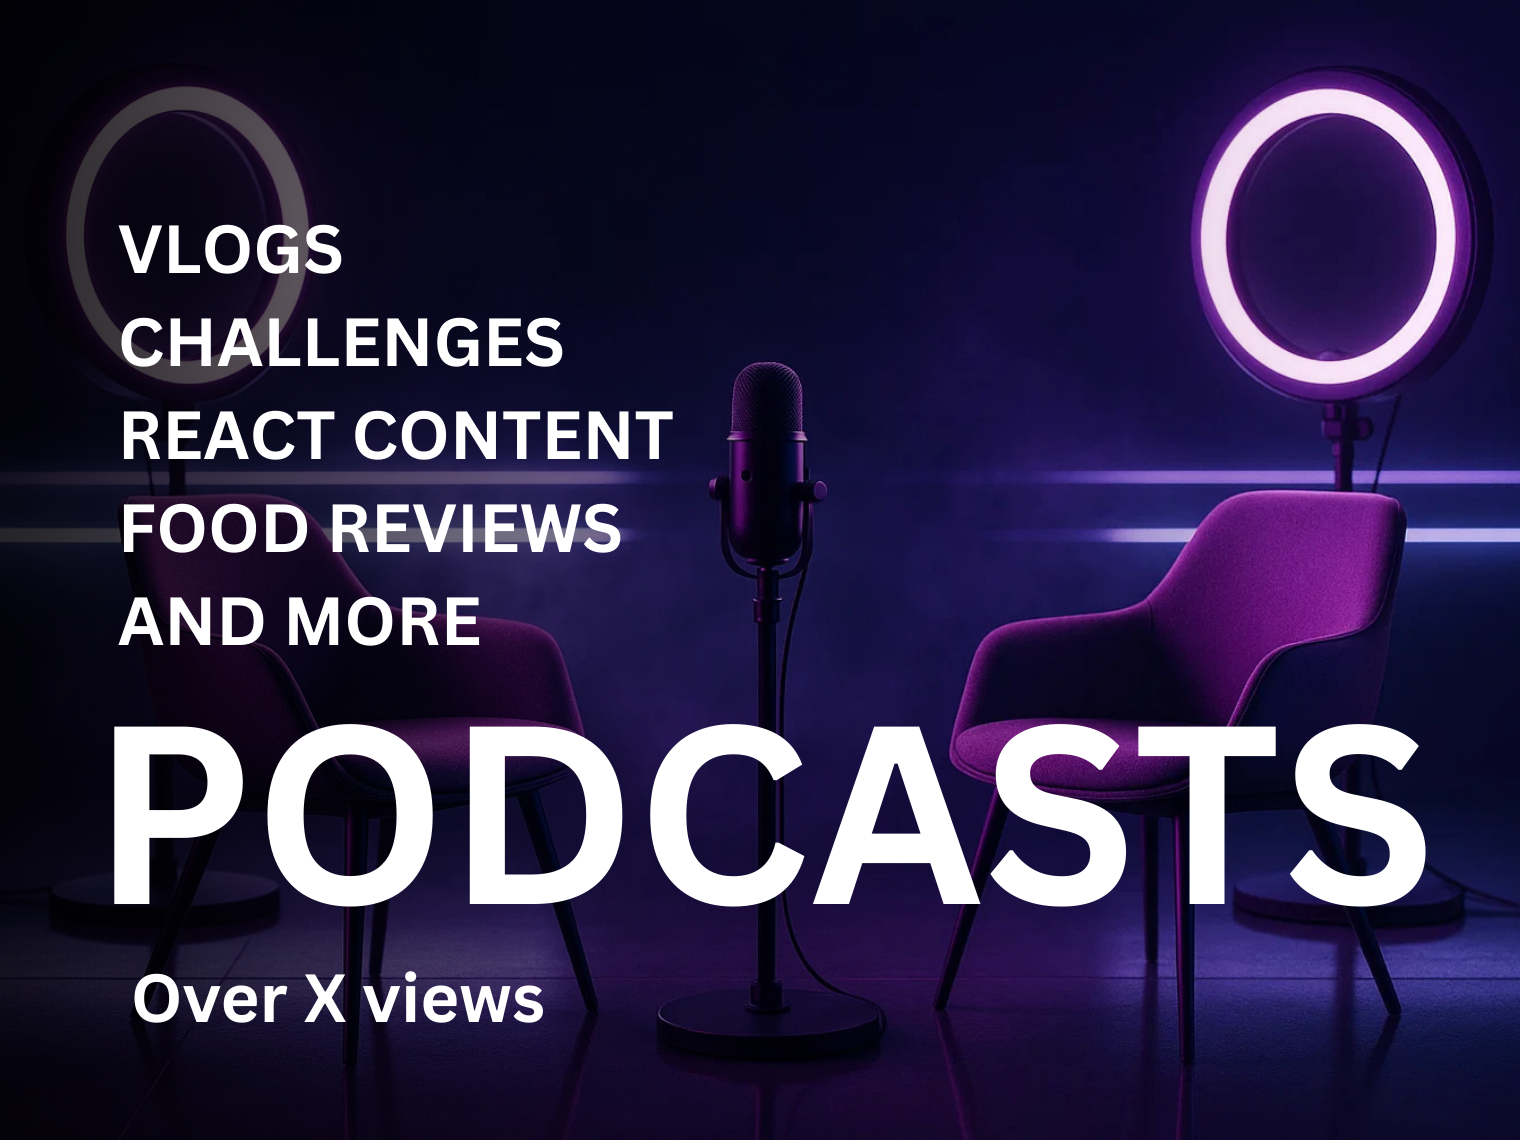 VLOGS
CHALLENGES
REACT CONTENT
FOOD REVIEWS
AND MORE
PODCASTS
Over X views